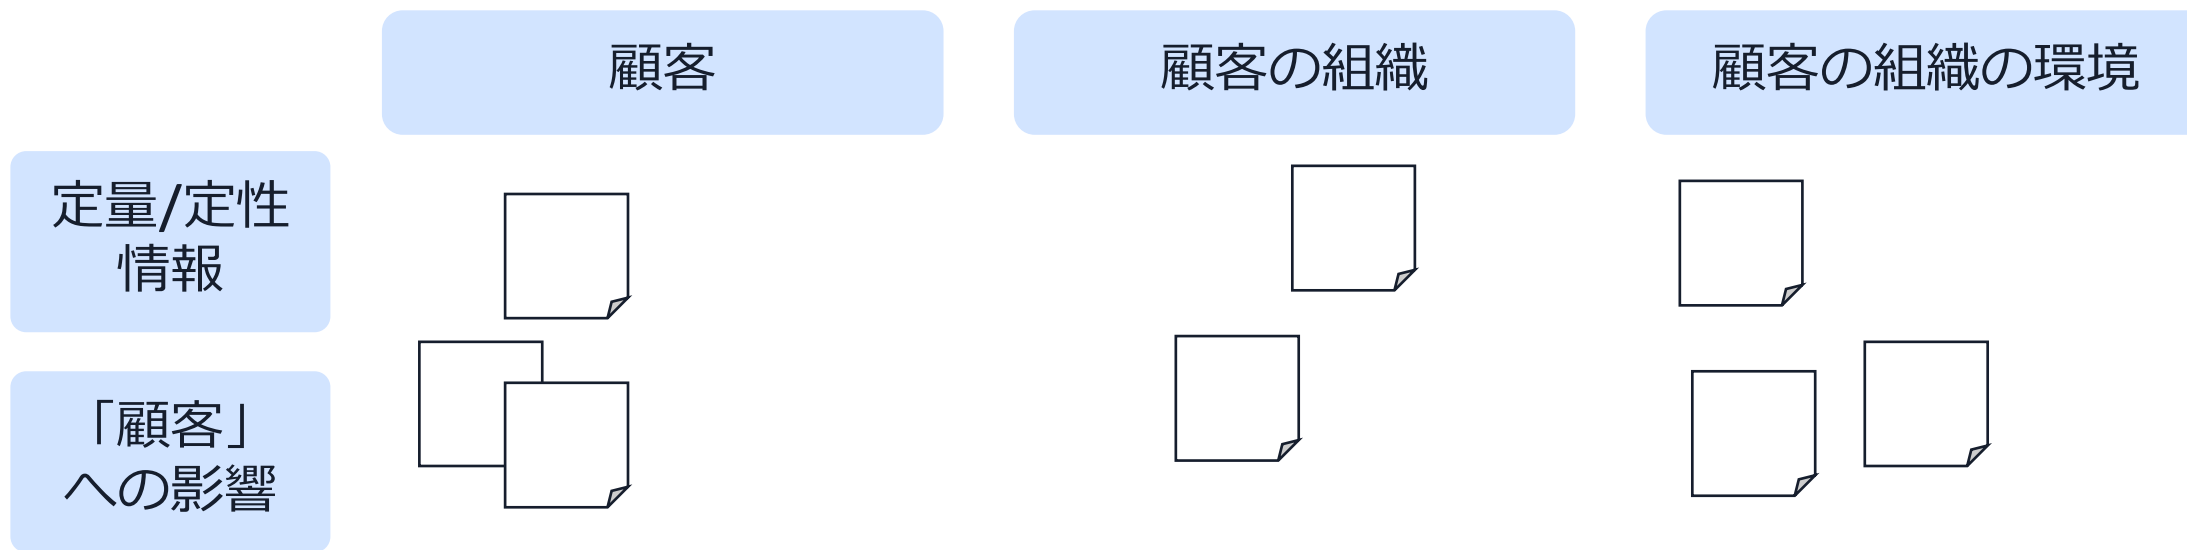 顧客
顧客の組織
顧客の組織の環境
定量/定性
情報
「顧客」
への影響